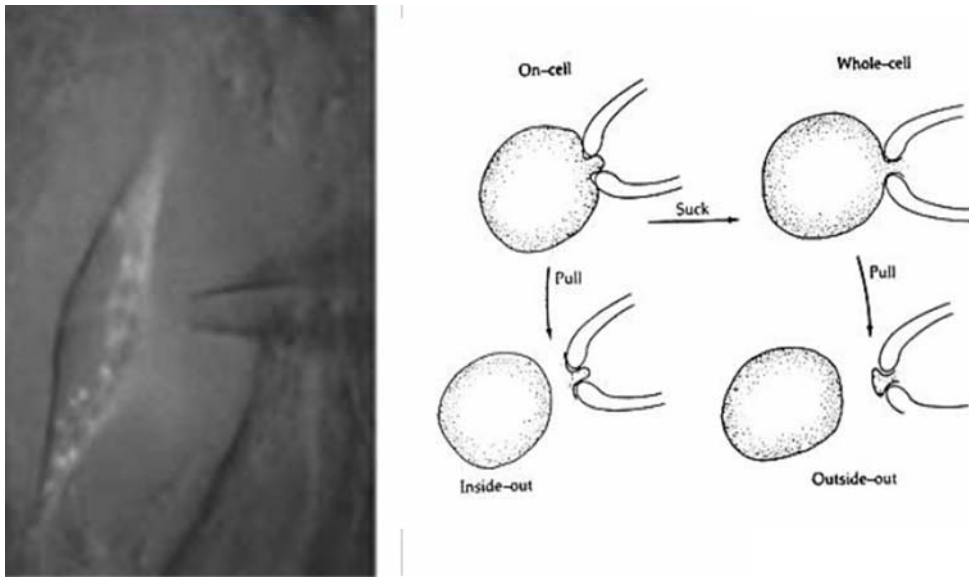 On-cell
Whole-cell
Suck
Pull
Pull
Inside-out
Outside-out